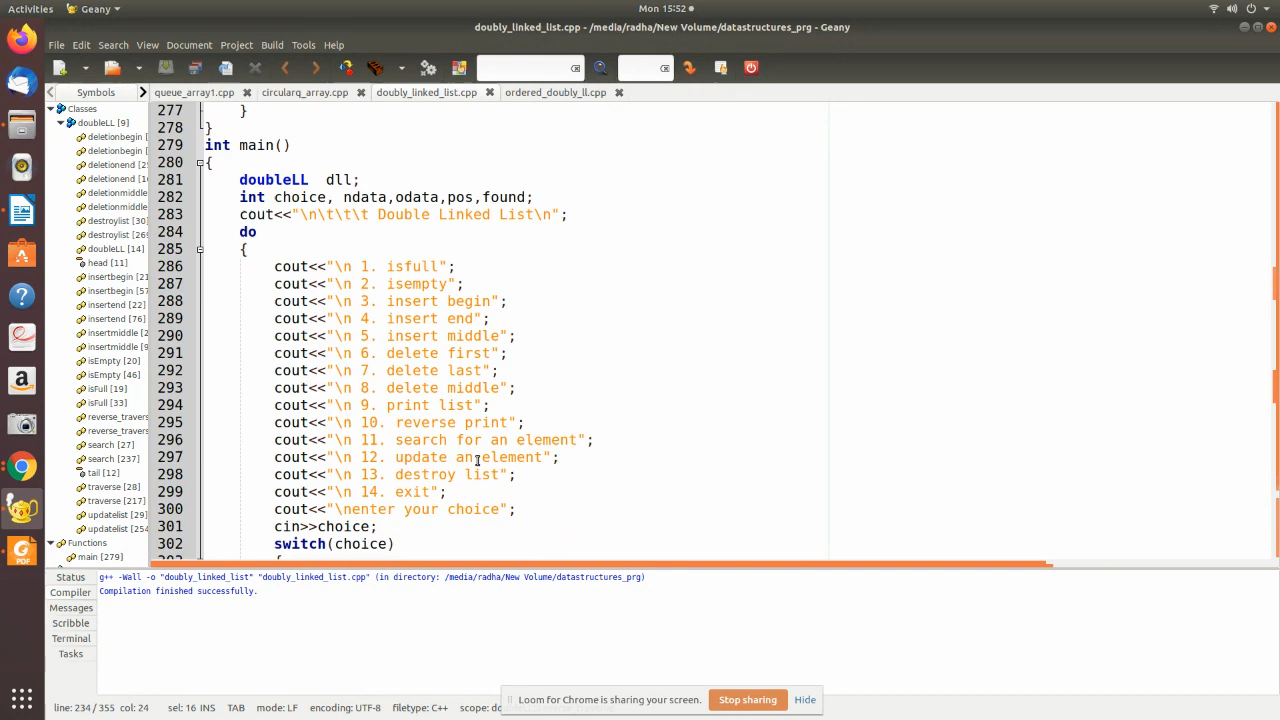 Activities Geany Mon 15:52
doubly_linked_list.cpp - /media/radha/New Volume/datastructures_prg - Geany
File Edit Search View Document Project Build Tools Help
Symbols queue_array1.cpp circularq_array.cpp doubly_linked_list.cpp ordered_doubly_ll.cpp
Classes
doubleLL [9]
deletionbegin
deletionbegin
deletionend [25
deletionend [16
deletionmiddle
deletionmiddle
destroylist [30]
destroylist [269
doubleLL [14]
head [11]
insertbegin [21
insertbegin [57
insertend [22]
insertend [76]
insertmiddle [2
insertmiddle [9
isEmpty [20]
isEmpty [46]
isFull [19]
isFull [33]
reverse_travers
reverse_travers
search [27]
search [237]
tail [12]
traverse [28]
traverse [217]
updatelist [29]
updatelist [254
Functions
main [279]
277 }
278 }
279 int main()
280 {
281 doubleLL dll;
282 int choice, ndata,odata,pos,found;
283 cout<<"\n\t\t\t Double Linked List\n";
284 do
285 {
286 cout<<"\n 1. isfull";
287 cout<<"\n 2. isempty";
288 cout<<"\n 3. insert begin";
289 cout<<"\n 4. insert end";
290 cout<<"\n 5. insert middle";
291 cout<<"\n 6. delete first";
292 cout<<"\n 7. delete last";
293 cout<<"\n 8. delete middle";
294 cout<<"\n 9. print list";
295 cout<<"\n 10. reverse print";
296 cout<<"\n 11. search for an element";
297 cout<<"\n 12. update an element";
298 cout<<"\n 13. destroy list";
299 cout<<"\n 14. exit";
300 cout<<"\nenter your choice";
301 cin>>choice;
302 switch(choice)
Status
Compiler
Messages
Scribble
Terminal
Tasks
g++ -Wall -o "doubly_linked_list" "doubly_linked_list.cpp" (in directory: /media/radha/New Volume/datastructures_prg)
Compilation finished successfully.
Loom for Chrome is sharing your screen. Stop sharing Hide
line: 234 / 355 col: 24 sel: 16 INS TAB mode: LF encoding: UTF-8 filetype: C++ scope: do